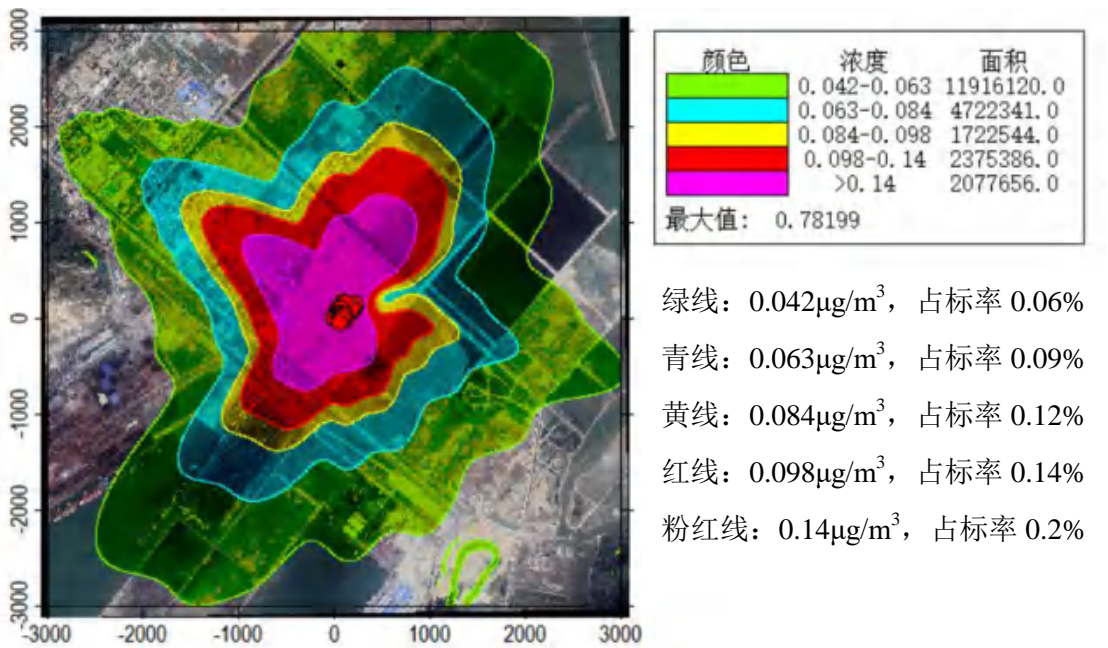 3000
2000
1000
0
-1000
-2000
-3000
-3000 -2000 -1000 0 1000 2000 3000
颜色 浓度 面积
0.042-0.063 11916120.0
0.063-0.084 4722341.0
0.084-0.098 1722544.0
0.098-0.14 2375386.0
>0.14 2077656.0
最大值: 0.78199
绿线：0.042μg/m³，占标率 0.06%
青线：0.063μg/m³，占标率 0.09%
黄线：0.084μg/m³，占标率 0.12%
红线：0.098μg/m³，占标率 0.14%
粉红线：0.14μg/m³，占标率 0.2%